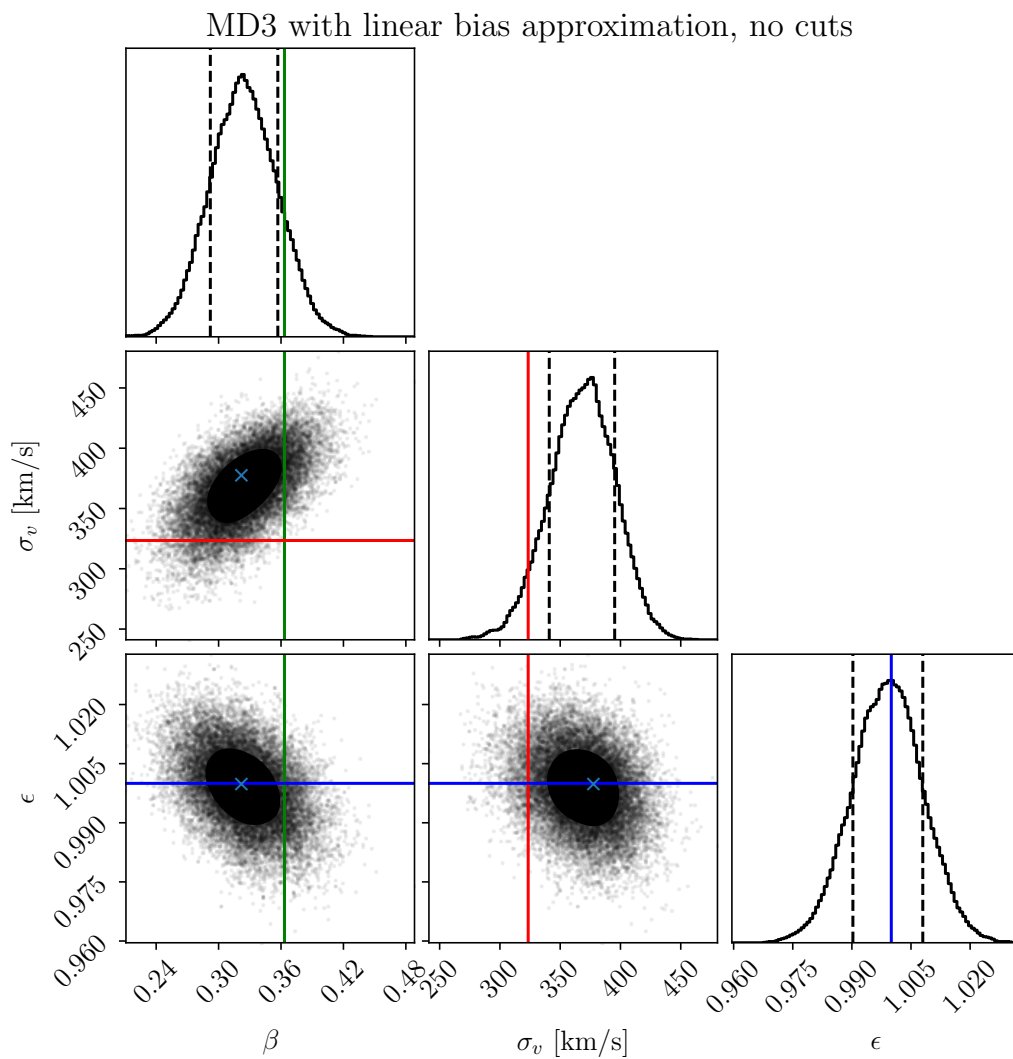 MD3 with linear bias approximation, no cuts
450
400
350
300
250
σ_v [km/s]
1.020
1.005
0.990
0.975
0.960
ϵ
0.24 0.30 0.36 0.42 0.48
250 300 350 400 450
0.960 0.975 0.990 1.005 1.020
β
σ_v [km/s]
ϵ